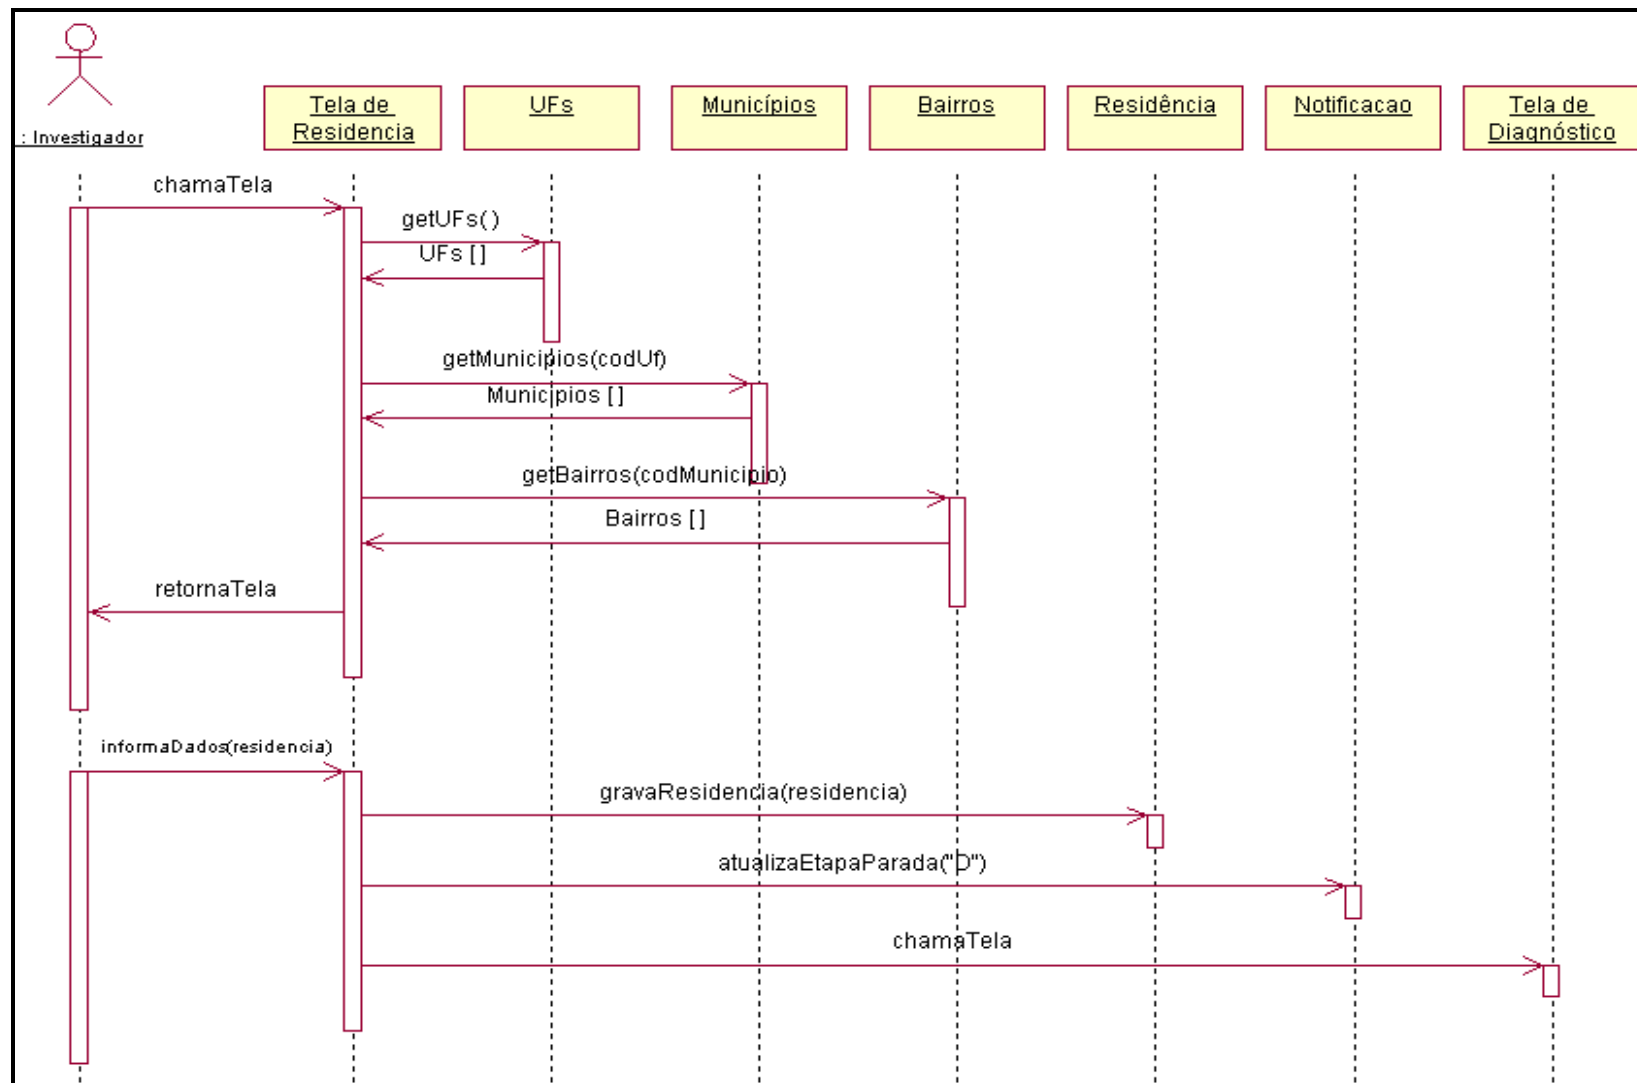 : Investigador
Tela de
Residencia
UFs
Municípios
Bairros
Residência
Notificacao
Tela de
Diagnóstico
chamaTela
getUFs()
UFs []
getMunicipios(codUf)
Municipios []
getBairros(codMunicipio)
Bairros []
retornaTela
informaDados(residencia)
gravaResidencia(residencia)
atualizaEtapaParada("D")
chamaTela